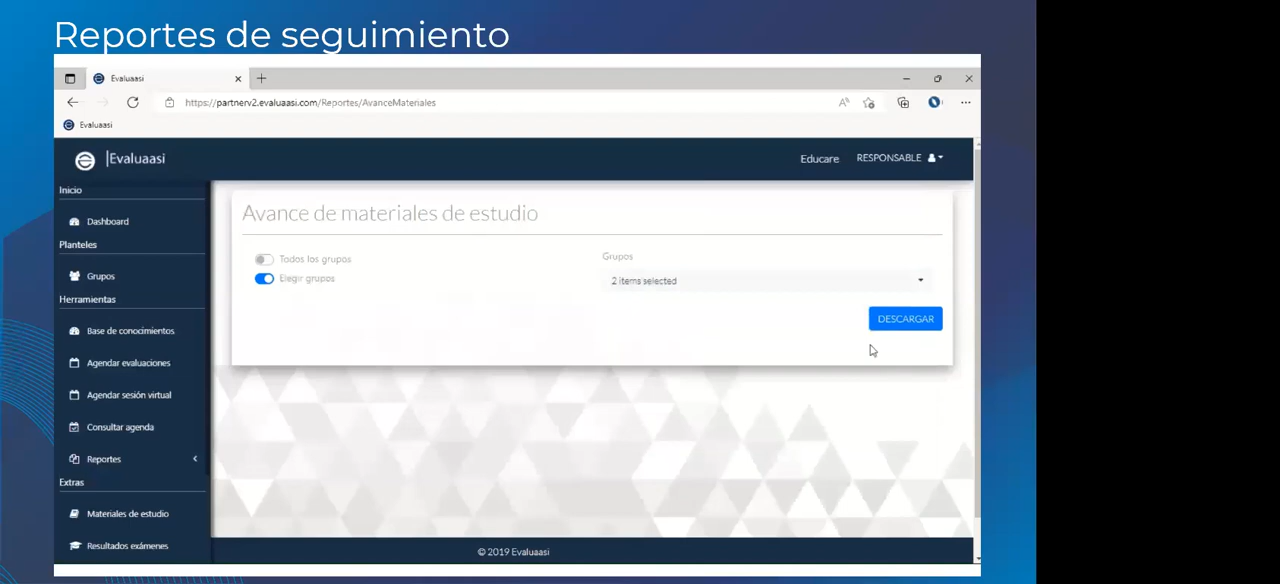 Reportes de seguimiento
Evaluaasi
https://partnerv2.evaluaasi.com/Reportes/AvanceMateriales
Evaluaasi
|Evaluaasi
Educare RESPONSABLE
Inicio
Dashboard
Planteles
Grupos
Herramientas
Base de conocimientos
Agendar evaluaciones
Agendar sesión virtual
Consultar agenda
Reportes
Extras
Materiales de estudio
Resultados exámenes
Avance de materiales de estudio
Todos los grupos
Elegir grupos
Grupos
2 items selected
DESCARGAR
© 2019 Evaluaasi